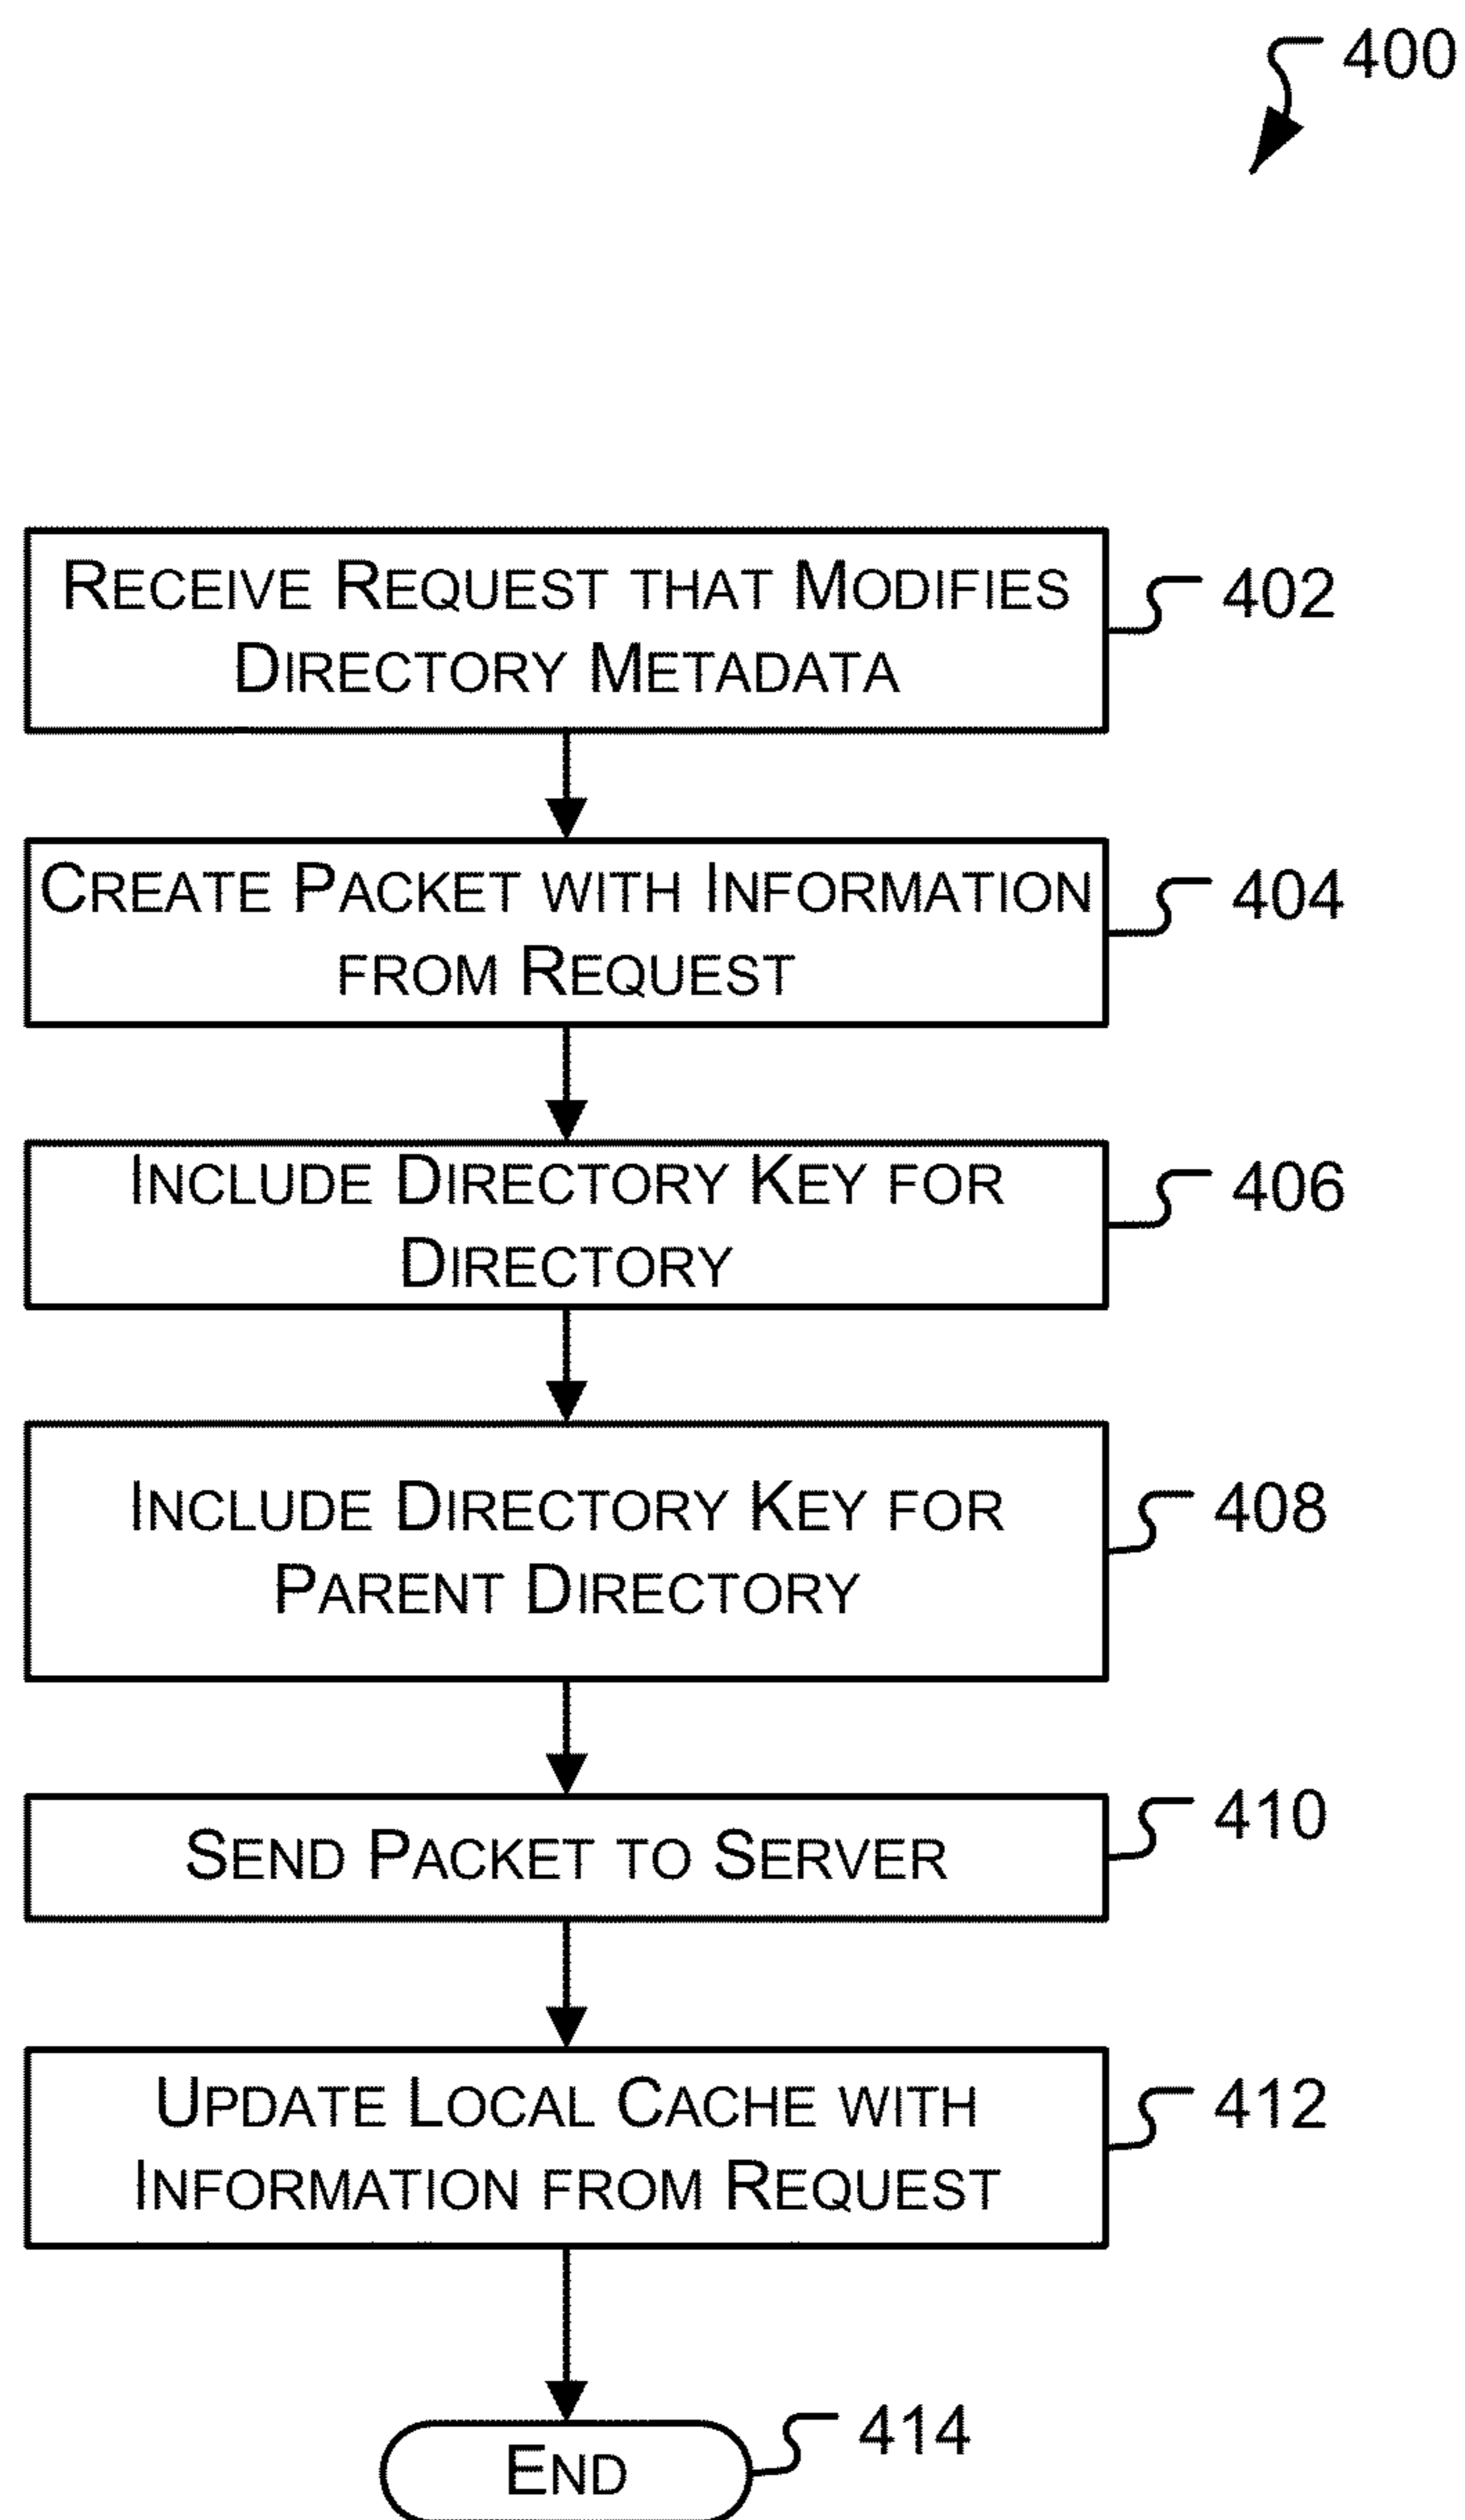 400
RECEIVE REQUEST THAT MODIFIES
DIRECTORY METADATA
402
CREATE PACKET WITH INFORMATION
FROM REQUEST
404
INCLUDE DIRECTORY KEY FOR
DIRECTORY
406
INCLUDE DIRECTORY KEY FOR
PARENT DIRECTORY
408
SEND PACKET TO SERVER
410
UPDATE LOCAL CACHE WITH
INFORMATION FROM REQUEST
412
END
414